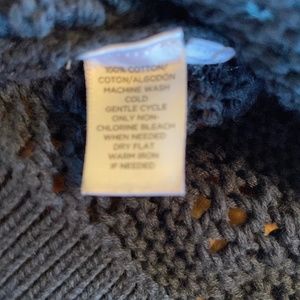 100% COTTON/
COTON/ALGODON
MACHINE WASH
COLD
GENTLE CYCLE
ONLY NON-
CHLORINE BLEACH
WHEN NEEDED
DRY FLAT
WARM IRON
IF NEEDED